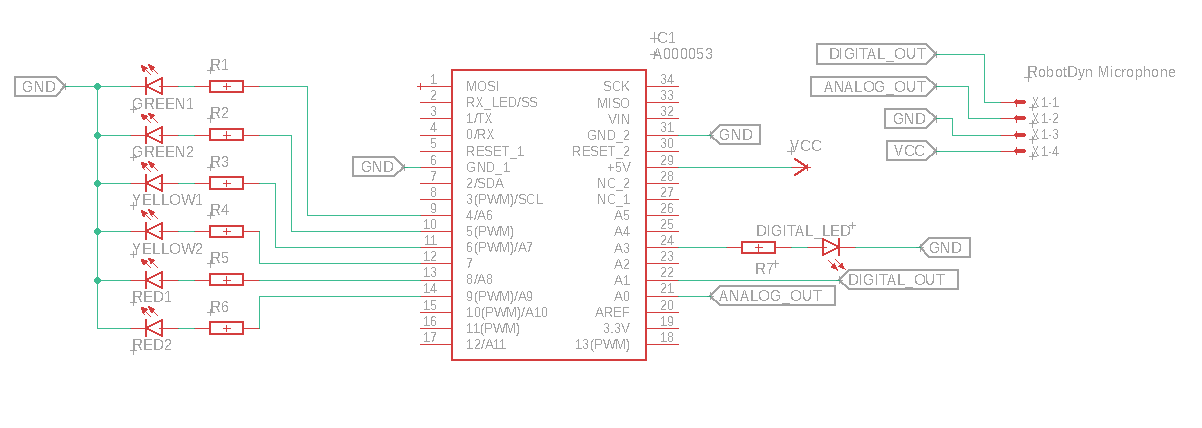 GND
GREEN1
R1
GREEN2
R2
YELLOW1
R3
YELLOW2
R4
RED1
R5
RED2
R6
GND
IC1
A000053
1 MOSI
2 RX_LED/SS
3 1/TX
4 0/RX
5 RESET_1
6 GND_1
7 2/SDA
8 3(PWM)/SCL
9 4/A6
10 5(PWM)
11 6(PWM)/A7
12 7
13 8/A8
14 9(PWM)/A9
15 10(PWM)/A10
16 11(PWM)
17 12/A11
SCK 34
MISO 33
VIN 32
GND_2 31
RESET_2 30
+5V 29
NC_2 28
NC_1 27
A5 26
A4 25
A3 24
A2 23
A1 22
A0 21
AREF 20
3.3V 19
13(PWM) 18
GND
VCC
DIGITAL_LED
R7
GND
DIGITAL_OUT
ANALOG_OUT
DIGITAL_OUT
ANALOG_OUT
GND
VCC
RobotDyn Microphone
X1-1
X1-2
X1-3
X1-4